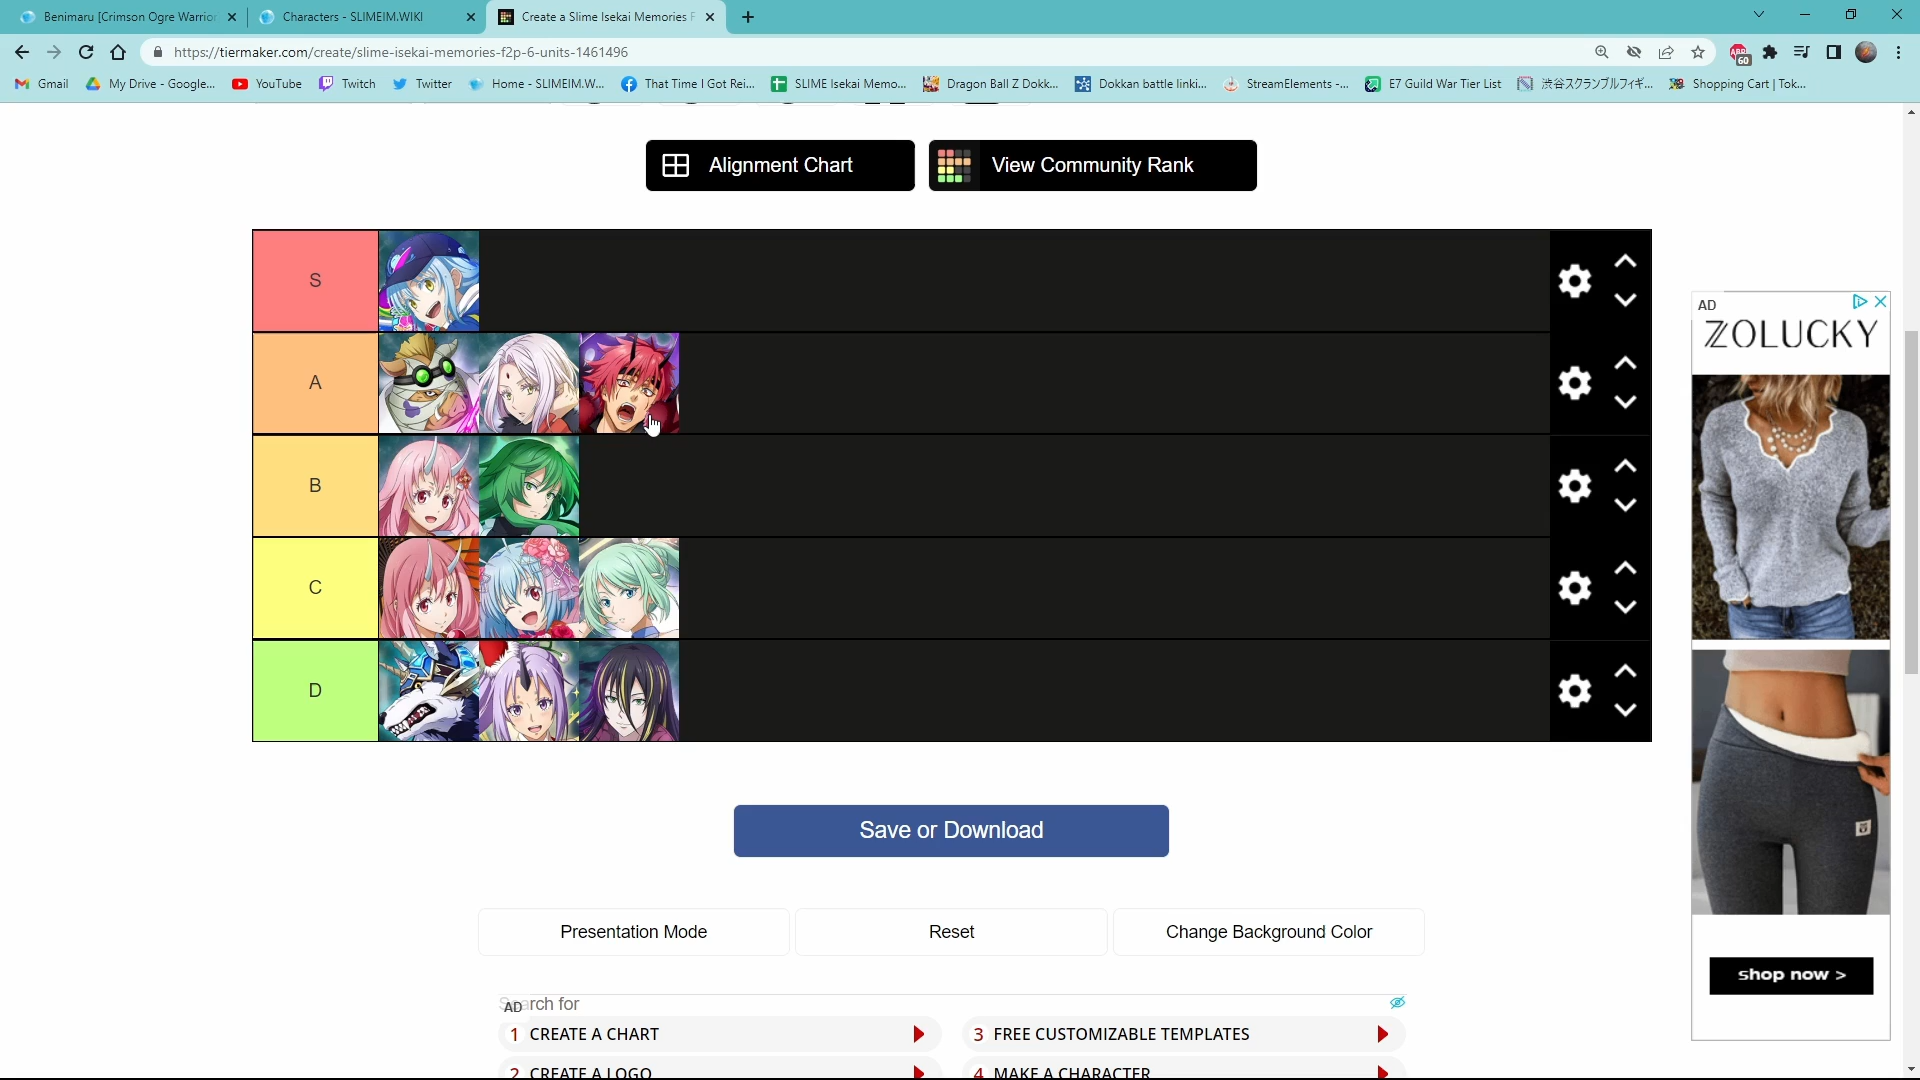 Benimaru [Crimson Ogre Warrior
Characters - SLIMEIM.WIKI
Create a Slime Isekai Memories F
https://tiermaker.com/create/slime-isekai-memories-f2p-6-units-1461496
60
Gmail
My Drive - Google...
YouTube
Twitch
Twitter
Home - SLIMEIM.W...
That Time I Got Rei...
SLIME Isekai Memo...
Dragon Ball Z Dokk...
Dokkan battle linki...
StreamElements -...
E7 Guild War Tier List
渋谷スクランブルフィギ...
Shopping Cart | Tok...
Alignment Chart
View Community Rank
S
A
B
C
D
AD
ZOLUCKY
shop now >
Save or Download
Presentation Mode
Reset
Change Background Color
Search for
AD
1 CREATE A CHART
3 FREE CUSTOMIZABLE TEMPLATES
2 CREATE A LOGO
4 MAKE A CHARACTER